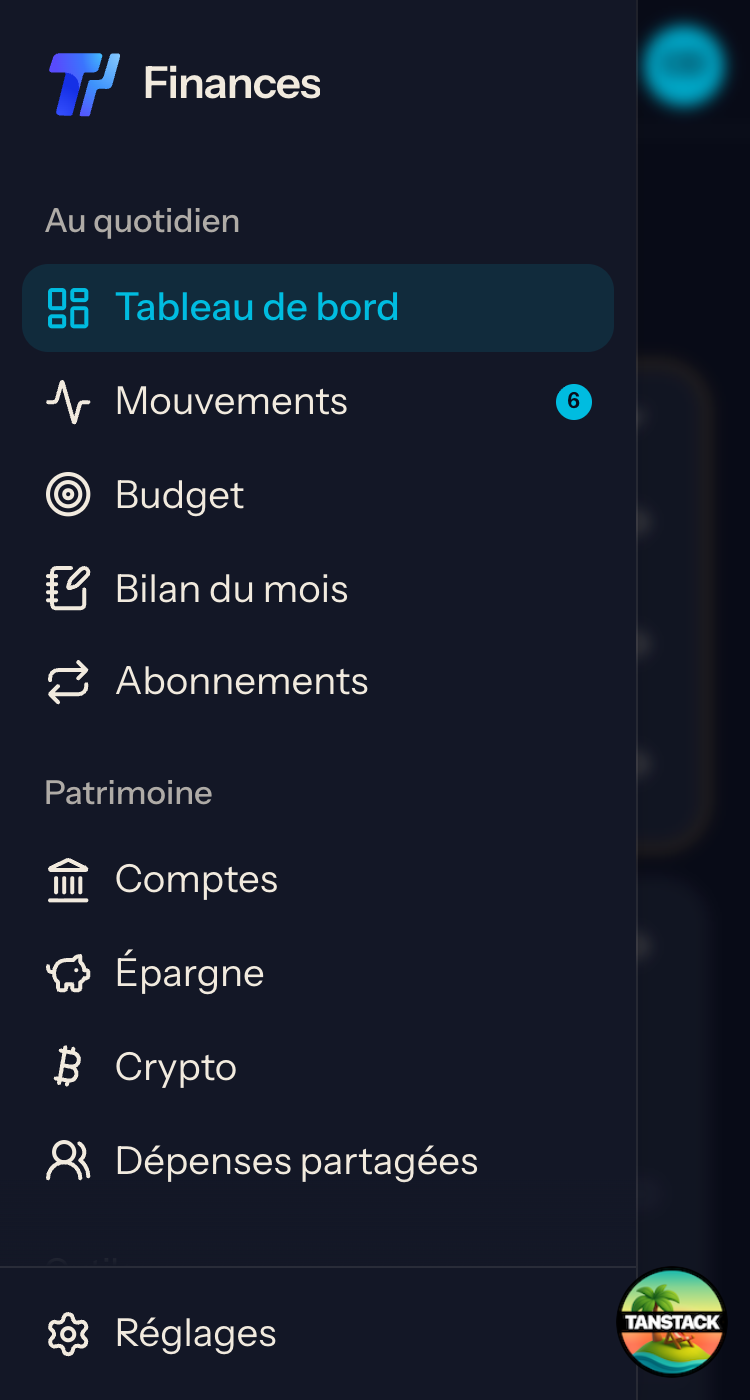 Finances
Au quotidien
Tableau de bord
Mouvements
6
Budget
Bilan du mois
Abonnements
Patrimoine
Comptes
Épargne
Crypto
Dépenses partagées
Réglages
TANSTACK